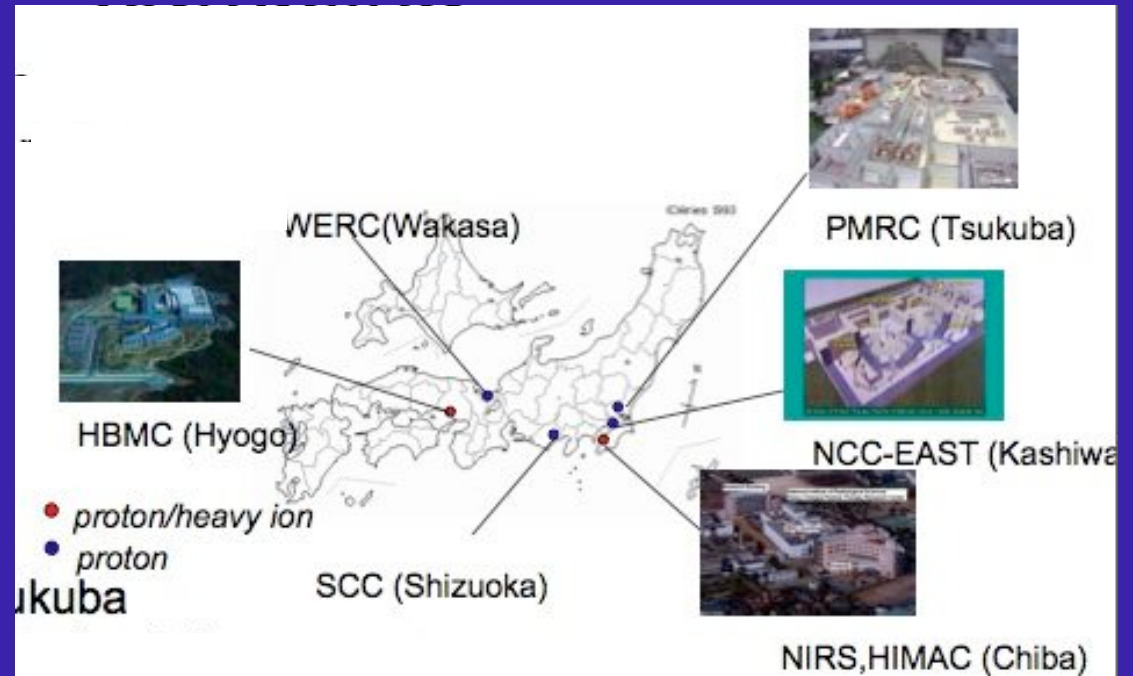 WERC(Wakasa)
PMRC (Tsukuba)
HBMC (Hyogo)
NCC-EAST (Kashiwa
proton/heavy ion
proton
SCC (Shizuoka)
ukuba
NIRS,HIMAC (Chiba)